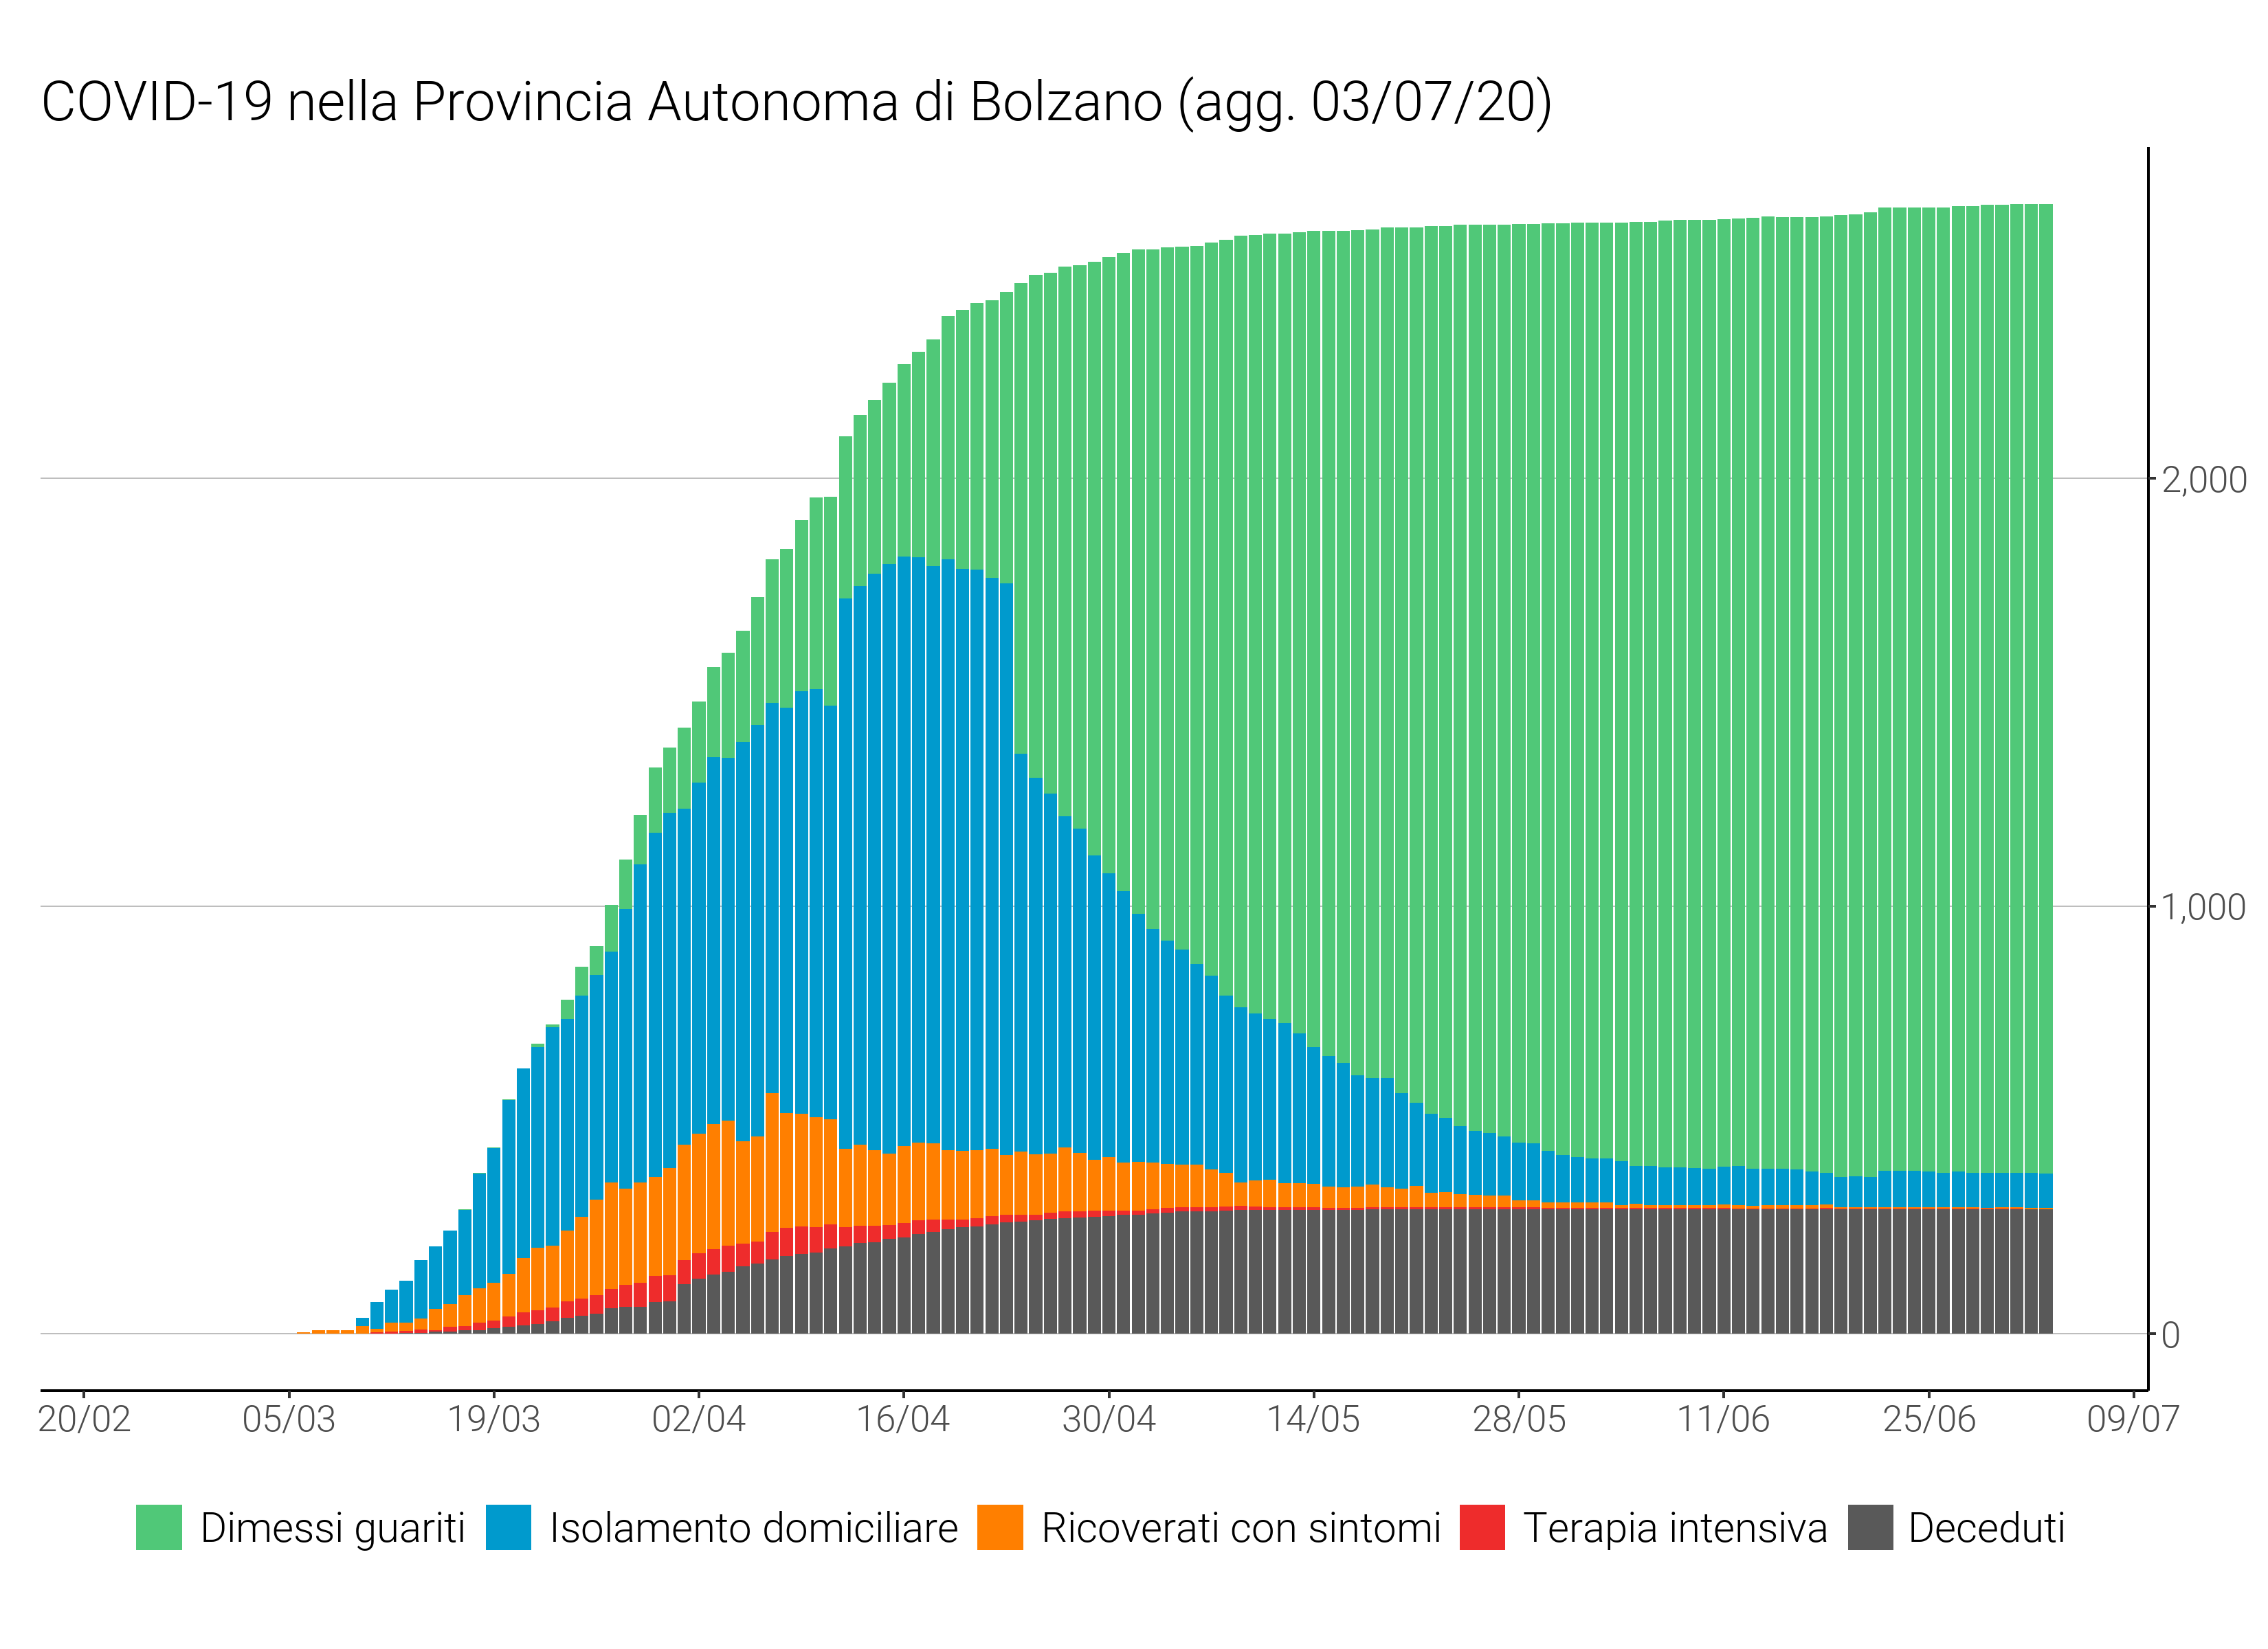 COVID-19 nella Provincia Autonoma di Bolzano (agg. 03/07/20)
2,000
1,000
0
20/02 05/03 19/03 02/04 16/04 30/04 14/05 28/05 11/06 25/06 09/07
Dimessi guariti Isolamento domiciliare Ricoverati con sintomi Terapia intensiva Deceduti